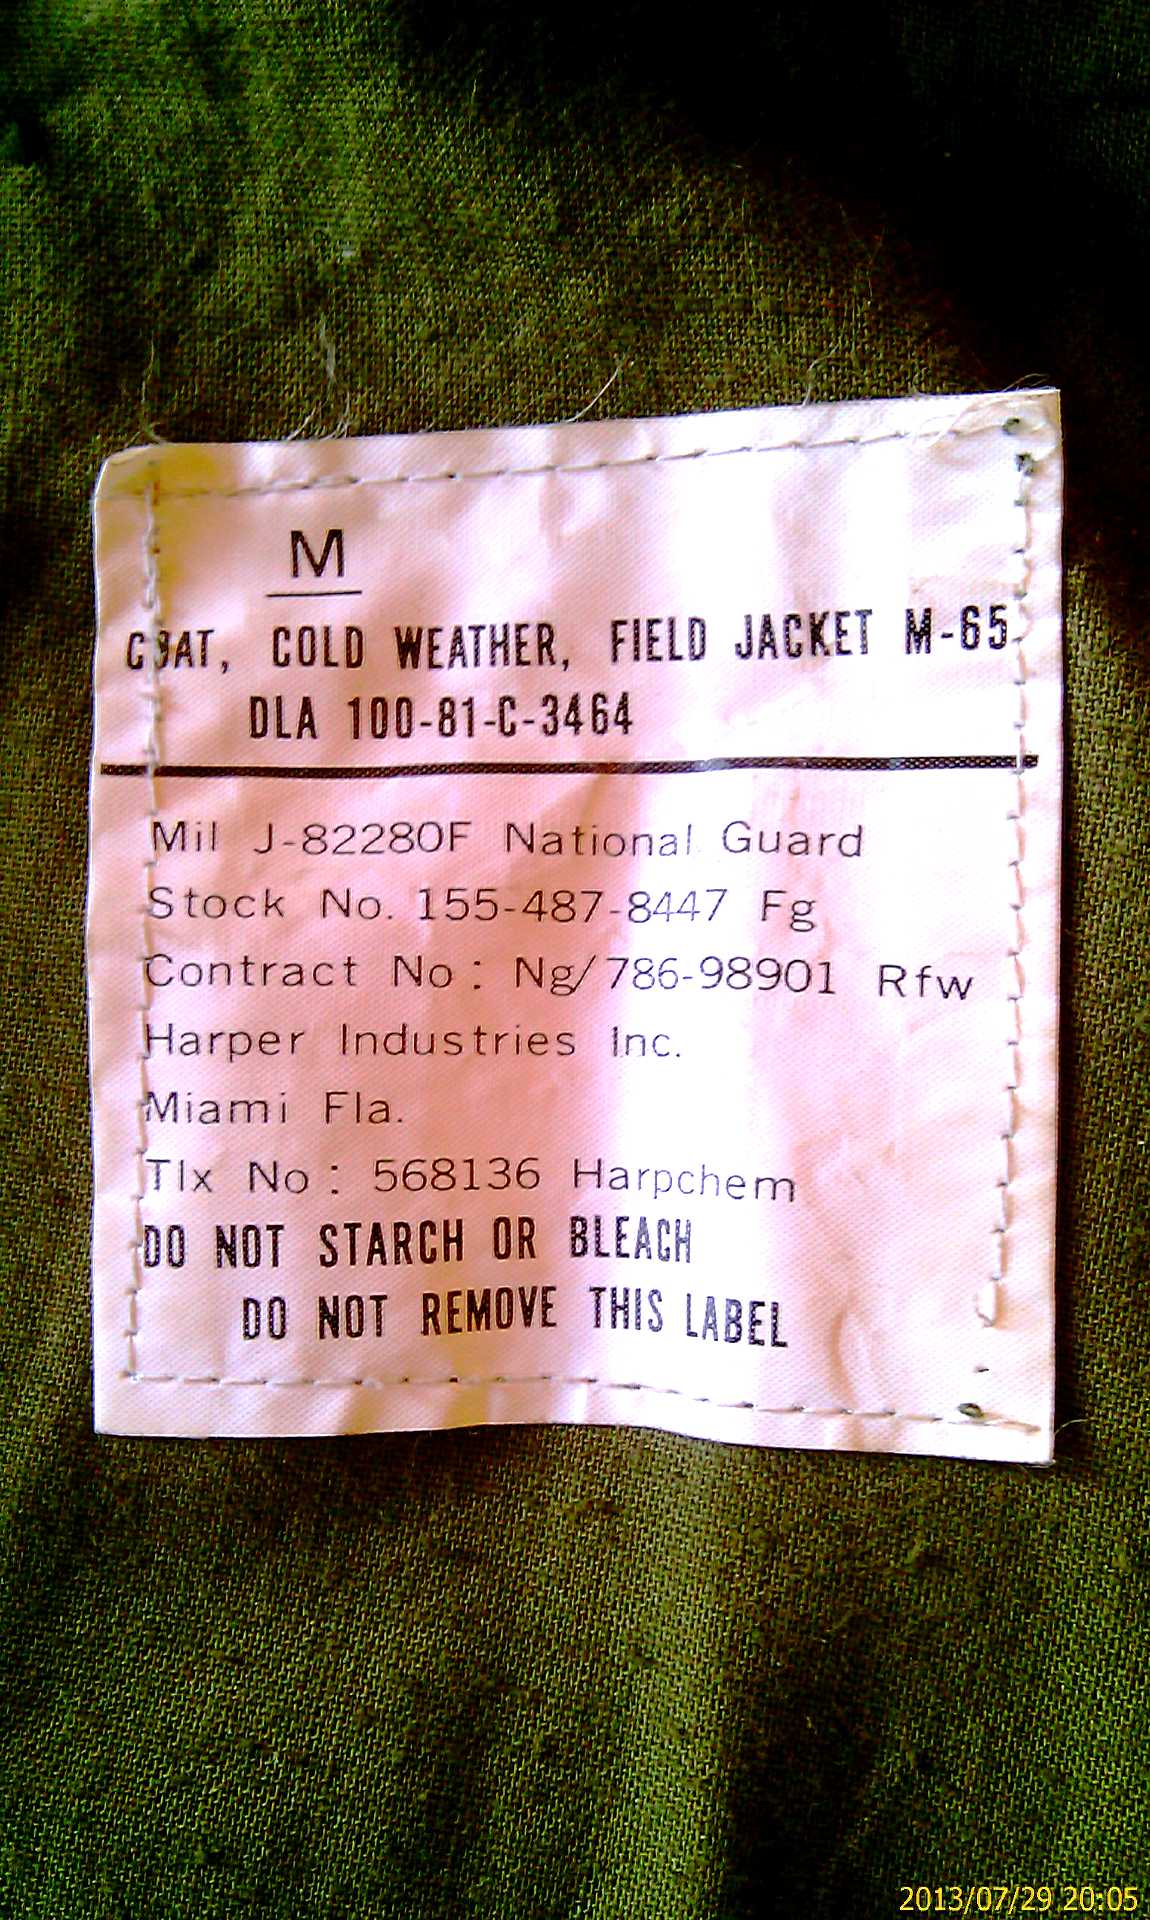 M
COAT, COLD WEATHER, FIELD JACKET M-65
DLA 100-81-C-3464
Mil J-82280F National Guard
Stock No. 155-487-8447 Fg
Contract No: Ng/786-98901 Rfw
Harper Industries Inc.
Miami Fla.
Tlx No: 568136 Harpchem
DO NOT STARCH OR BLEACH
DO NOT REMOVE THIS LABEL
2013/07/29 20:05